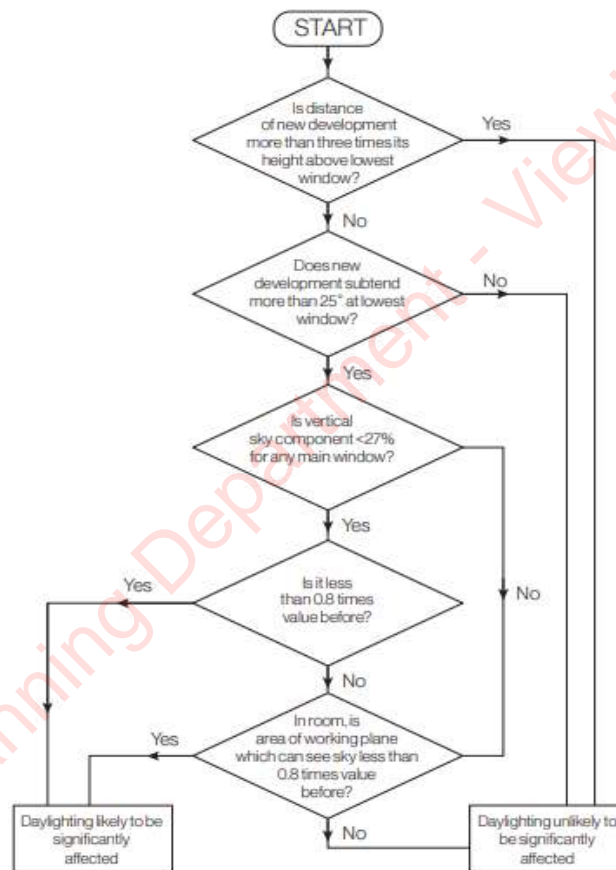 START
Is distance
of new development
more than three times its
height above lowest
window?
Yes
No
Does new
development subtend
more than 25° at lowest
window?
No
Yes
Is vertical
sky component <27%
for any main window?
Yes
No
Yes
Is it less
than 0.8 times
value before?
No
Yes
In room, is
area of working plane
which can see sky less than
0.8 times value
before?
No
Daylighting likely to be
significantly
affected
Daylighting unlikely to
be significantly
affected
nning Department - Viewi